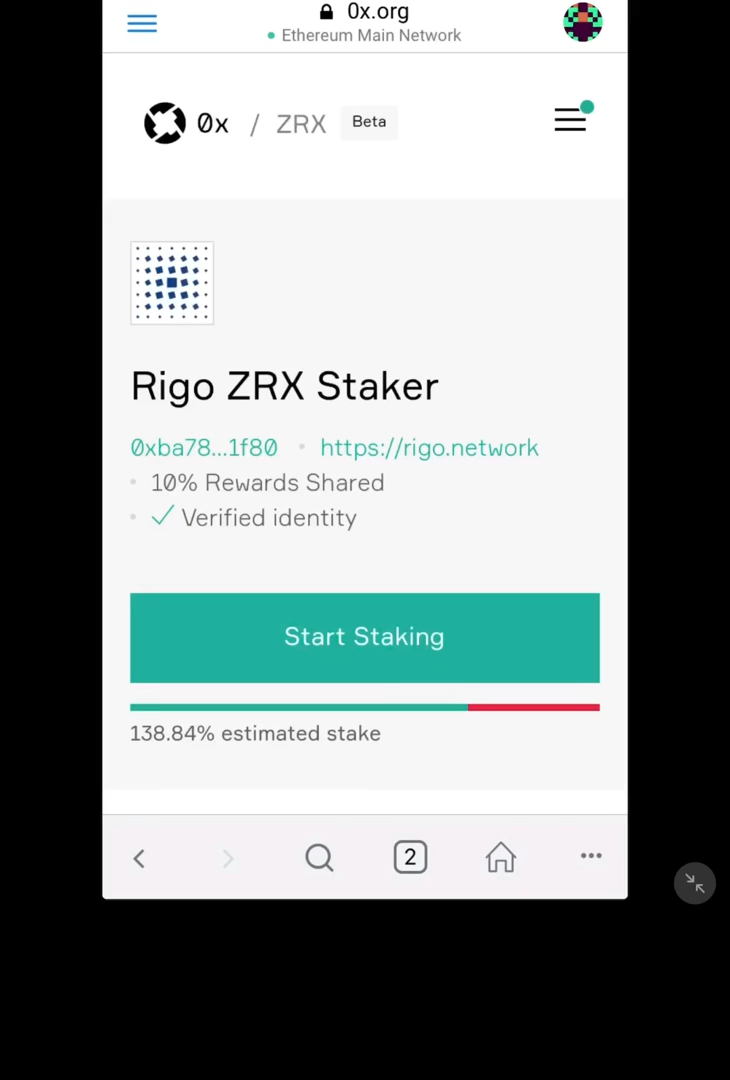 0x.org
Ethereum Main Network
0x / ZRX Beta
Rigo ZRX Staker
0xba78...1f80 • https://rigo.network
• 10% Rewards Shared
• ✓ Verified identity
Start Staking
138.84% estimated stake
2